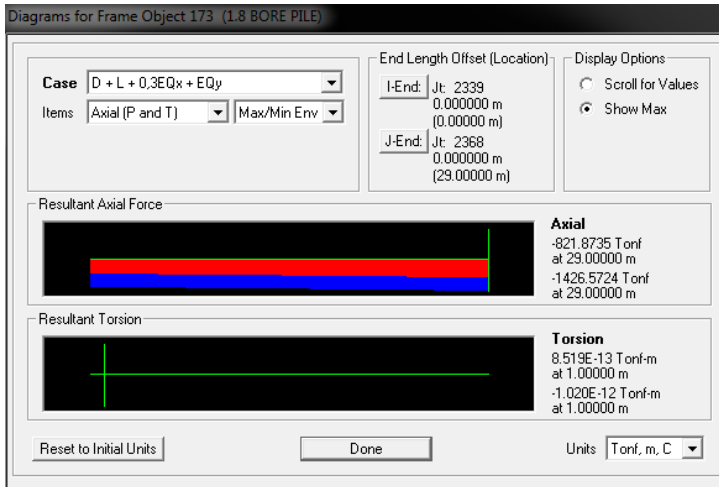 Diagrams for Frame Object 173 (1.8 BORE PILE)
Case D + L + 0,3EQx + EQy
Items Axial (P and T) Max/Min Env
End Length Offset (Location)
I-End: Jt: 2339
0.000000 m
(0.00000 m)
J-End: Jt: 2368
0.000000 m
(29.00000 m)
Display Options
Scroll for Values
Show Max
Resultant Axial Force
Axial
-821.8735 Tonf
at 29.00000 m
-1426.5724 Tonf
at 29.00000 m
Resultant Torsion
Torsion
8.519E-13 Tonf-m
at 1.00000 m
-1.020E-12 Tonf-m
at 1.00000 m
Reset to Initial Units
Done
Units Tonf, m, C